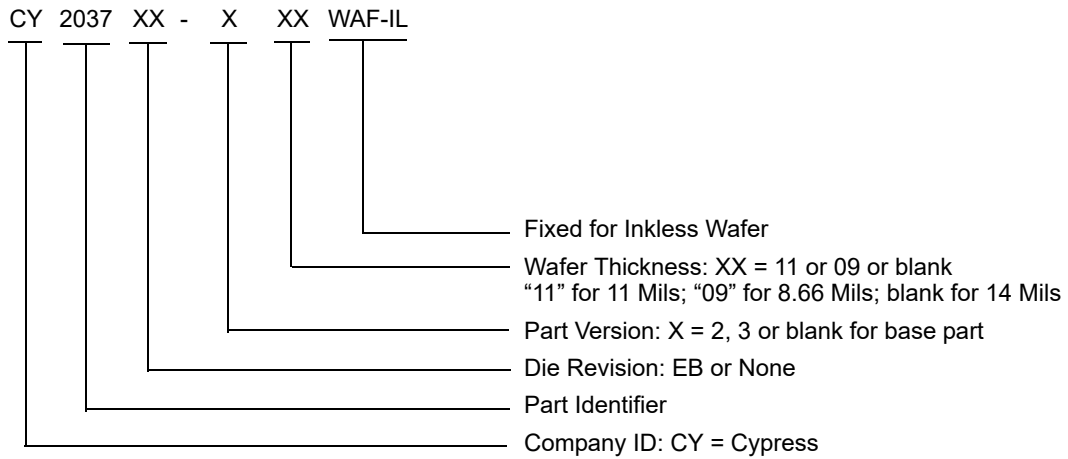 CY 2037 XX - X XX WAF-IL
Fixed for Inkless Wafer
Wafer Thickness: XX = 11 or 09 or blank
“11” for 11 Mils; “09” for 8.66 Mils; blank for 14 Mils
Part Version: X = 2, 3 or blank for base part
Die Revision: EB or None
Part Identifier
Company ID: CY = Cypress